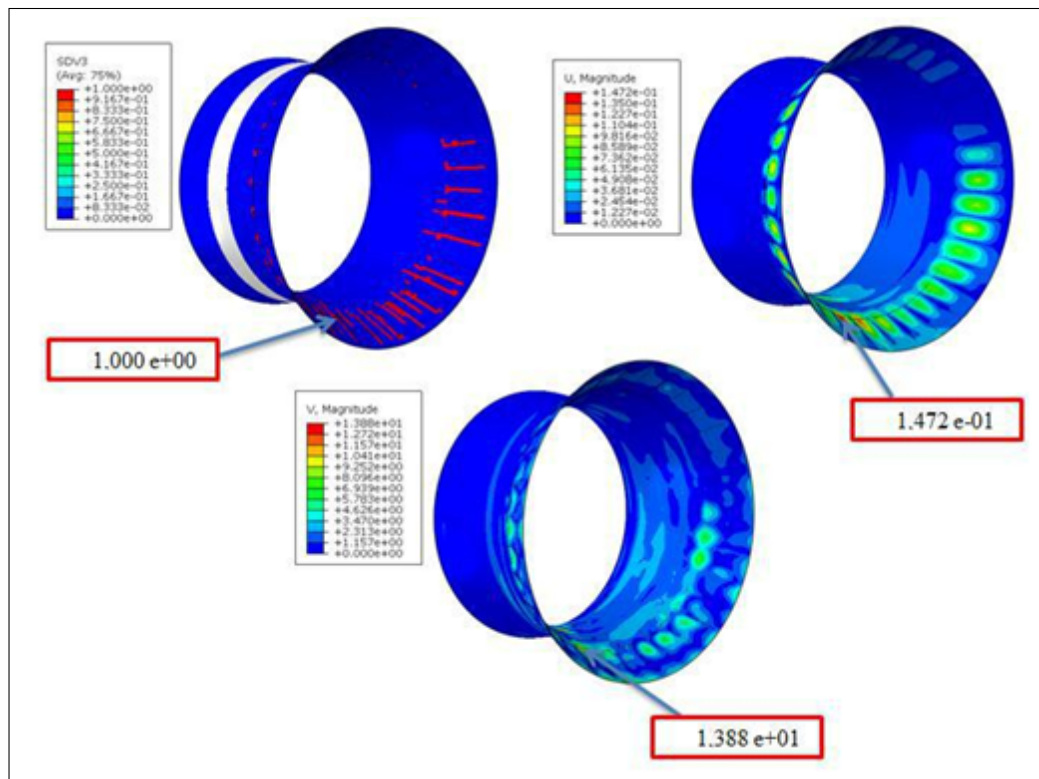 SDV3
(Avg: 75%)
+1.000e+00
+9.167e-01
+8.333e-01
+7.500e-01
+6.667e-01
+5.833e-01
+5.000e-01
+4.167e-01
+3.333e-01
+2.500e-01
+1.667e-01
+8.333e-02
+0.000e+00
1.000 e+00
U, Magnitude
+1.472e-01
+1.350e-01
+1.227e-01
+1.104e-01
+9.816e-02
+8.589e-02
+7.362e-02
+6.135e-02
+4.908e-02
+3.681e-02
+2.454e-02
+1.227e-02
+0.000e+00
1.472 e-01
V, Magnitude
+1.388e+01
+1.272e+01
+1.157e+01
+1.041e+01
+9.252e+00
+8.096e+00
+6.939e+00
+5.783e+00
+4.626e+00
+3.470e+00
+2.313e+00
+1.157e+00
+0.000e+00
1.388 e+01